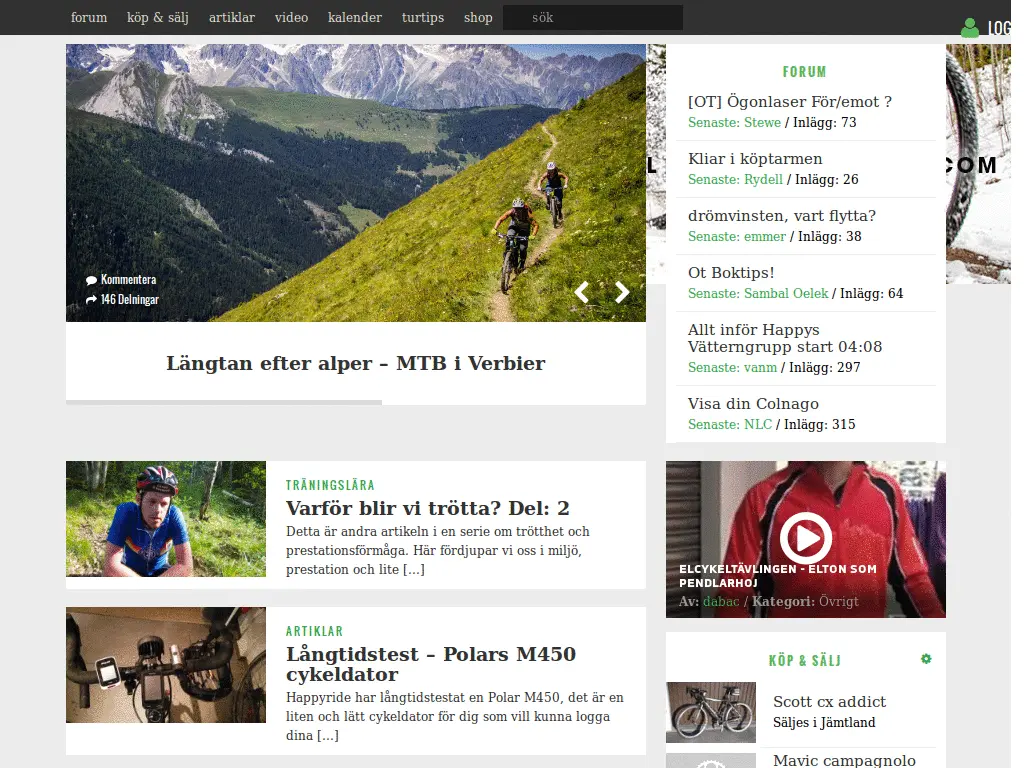 forum köp & sälj artiklar video kalender turtips shop sök
LOG
Kommentera
146 Delningar
Längtan efter alper – MTB i Verbier
TRÄNINGSLÄRA
Varför blir vi trötta? Del: 2
Detta är andra artikeln i en serie om trötthet och
prestationsförmåga. Här fördjupar vi oss i miljö,
prestation och lite [...]
ARTIKLAR
Långtidstest – Polars M450
cykeldator
Happyride har långtidstestat en Polar M450, det är en
liten och lätt cykeldator för dig som vill kunna logga
dina [...]
FORUM
[OT] Ögonlaser För/emot ?
Senaste: Stewe / Inlägg: 73
Kliar i köptarmen
Senaste: Rydell / Inlägg: 26
drömvinsten, vart flytta?
Senaste: emmer / Inlägg: 38
Ot Boktips!
Senaste: Sambal Oelek / Inlägg: 64
Allt inför Happys
Vätterngrupp start 04:08
Senaste: vanm / Inlägg: 297
Visa din Colnago
Senaste: NLC / Inlägg: 315
COM
ELCYKELTÄVLINGEN - ELTON SOM
PENDLARHOJ
Av: dabac / Kategori: Övrigt
KÖP & SÄLJ
Scott cx addict
Säljes i Jämtland
Mavic campagnolo